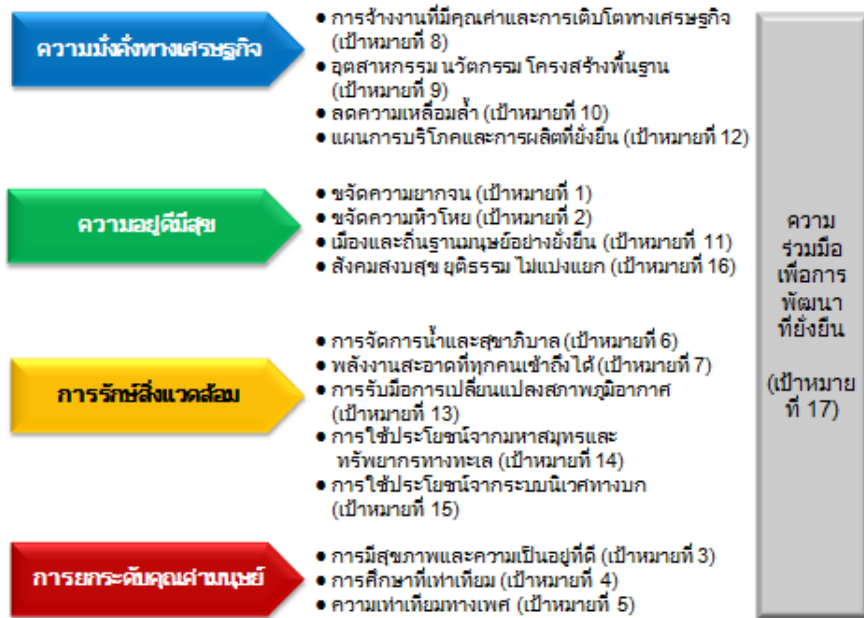 ความมั่งคั่งทางเศรษฐกิจ
● การจ้างงานที่มีคุณค่าและการเติบโตทางเศรษฐกิจ
(เป้าหมายที่ 8)
● อุตสาหกรรม นวัตกรรม โครงสร้างพื้นฐาน
(เป้าหมายที่ 9)
● ลดความเหลื่อมล้ำ (เป้าหมายที่ 10)
● แผนการบริโภคและการผลิตที่ยั่งยืน (เป้าหมายที่ 12)
ความอยู่ดีมีสุข
● ขจัดความยากจน (เป้าหมายที่ 1)
● ขจัดความหิวโหย (เป้าหมายที่ 2)
● เมืองและถิ่นฐานมนุษย์อย่างยั่งยืน (เป้าหมายที่ 11)
● สังคมสงบสุข ยุติธรรม ไม่แบ่งแยก (เป้าหมายที่ 16)
การรักษ์สิ่งแวดล้อม
● การจัดการน้ำและสุขาภิบาล (เป้าหมายที่ 6)
● พลังงานสะอาดที่ทุกคนเข้าถึงได้ (เป้าหมายที่ 7)
● การรับมือการเปลี่ยนแปลงสภาพภูมิอากาศ
(เป้าหมายที่ 13)
● การใช้ประโยชน์จากมหาสมุทรและ
ทรัพยากรทางทะเล (เป้าหมายที่ 14)
● การใช้ประโยชน์จากระบบนิเวศทางบก
(เป้าหมายที่ 15)
การยกระดับคุณค่ามนุษย์
● การมีสุขภาพและความเป็นอยู่ที่ดี (เป้าหมายที่ 3)
● การศึกษาที่เท่าเทียม (เป้าหมายที่ 4)
● ความเท่าเทียมทางเพศ (เป้าหมายที่ 5)
ความ
ร่วมมือ
เพื่อการ
พัฒนา
ที่ยั่งยืน
(เป้าหมาย
ที่ 17)